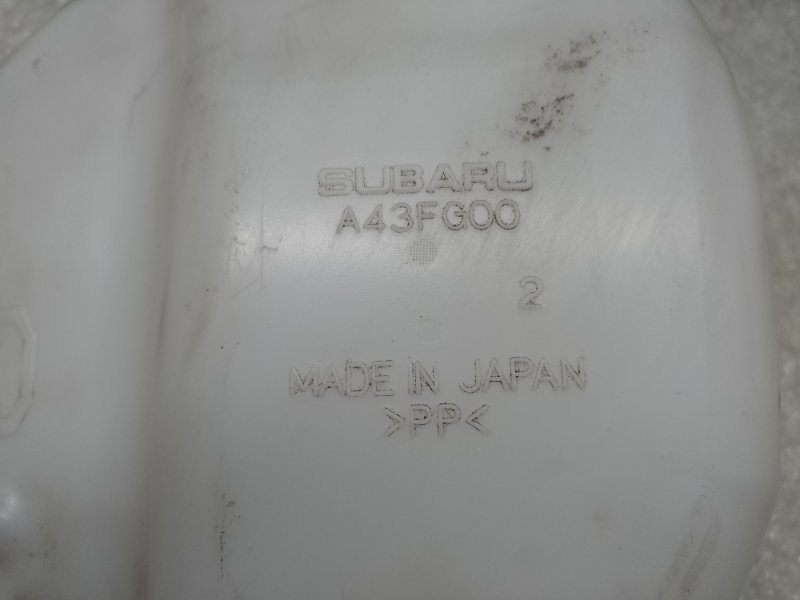 SUBARU
A43FG00
2
MADE IN JAPAN
>PP<